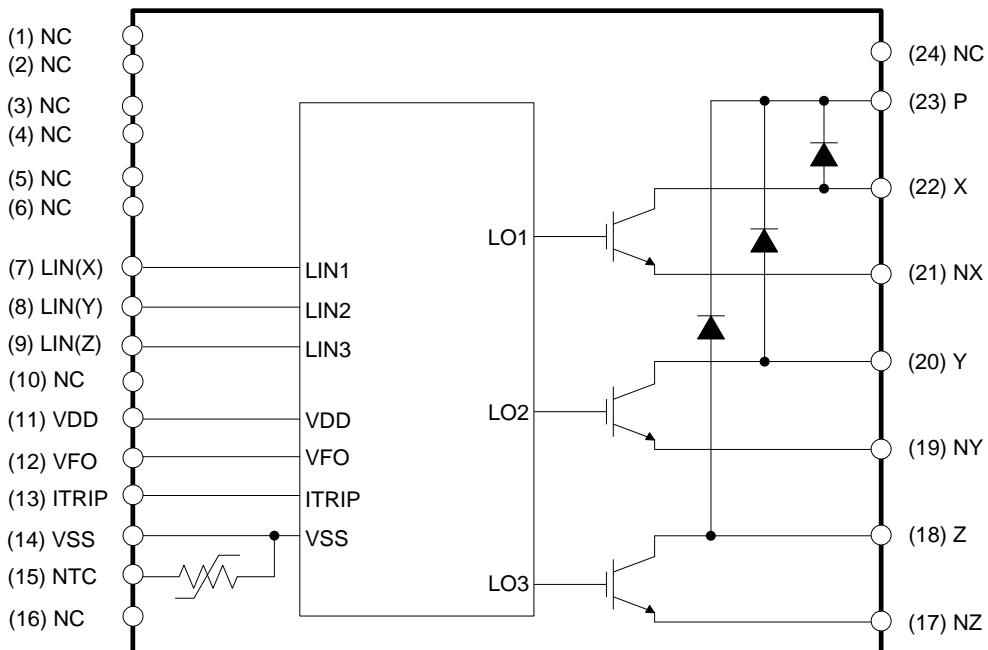 (1) NC
(2) NC
(3) NC
(4) NC
(5) NC
(6) NC
(7) LIN(X)
(8) LIN(Y)
(9) LIN(Z)
(10) NC
(11) VDD
(12) VFO
(13) ITRIP
(14) VSS
(15) NTC
(16) NC
LIN1
LIN2
LIN3
VDD
VFO
ITRIP
VSS
LO1
LO2
LO3
(24) NC
(23) P
(22) X
(21) NX
(20) Y
(19) NY
(18) Z
(17) NZ